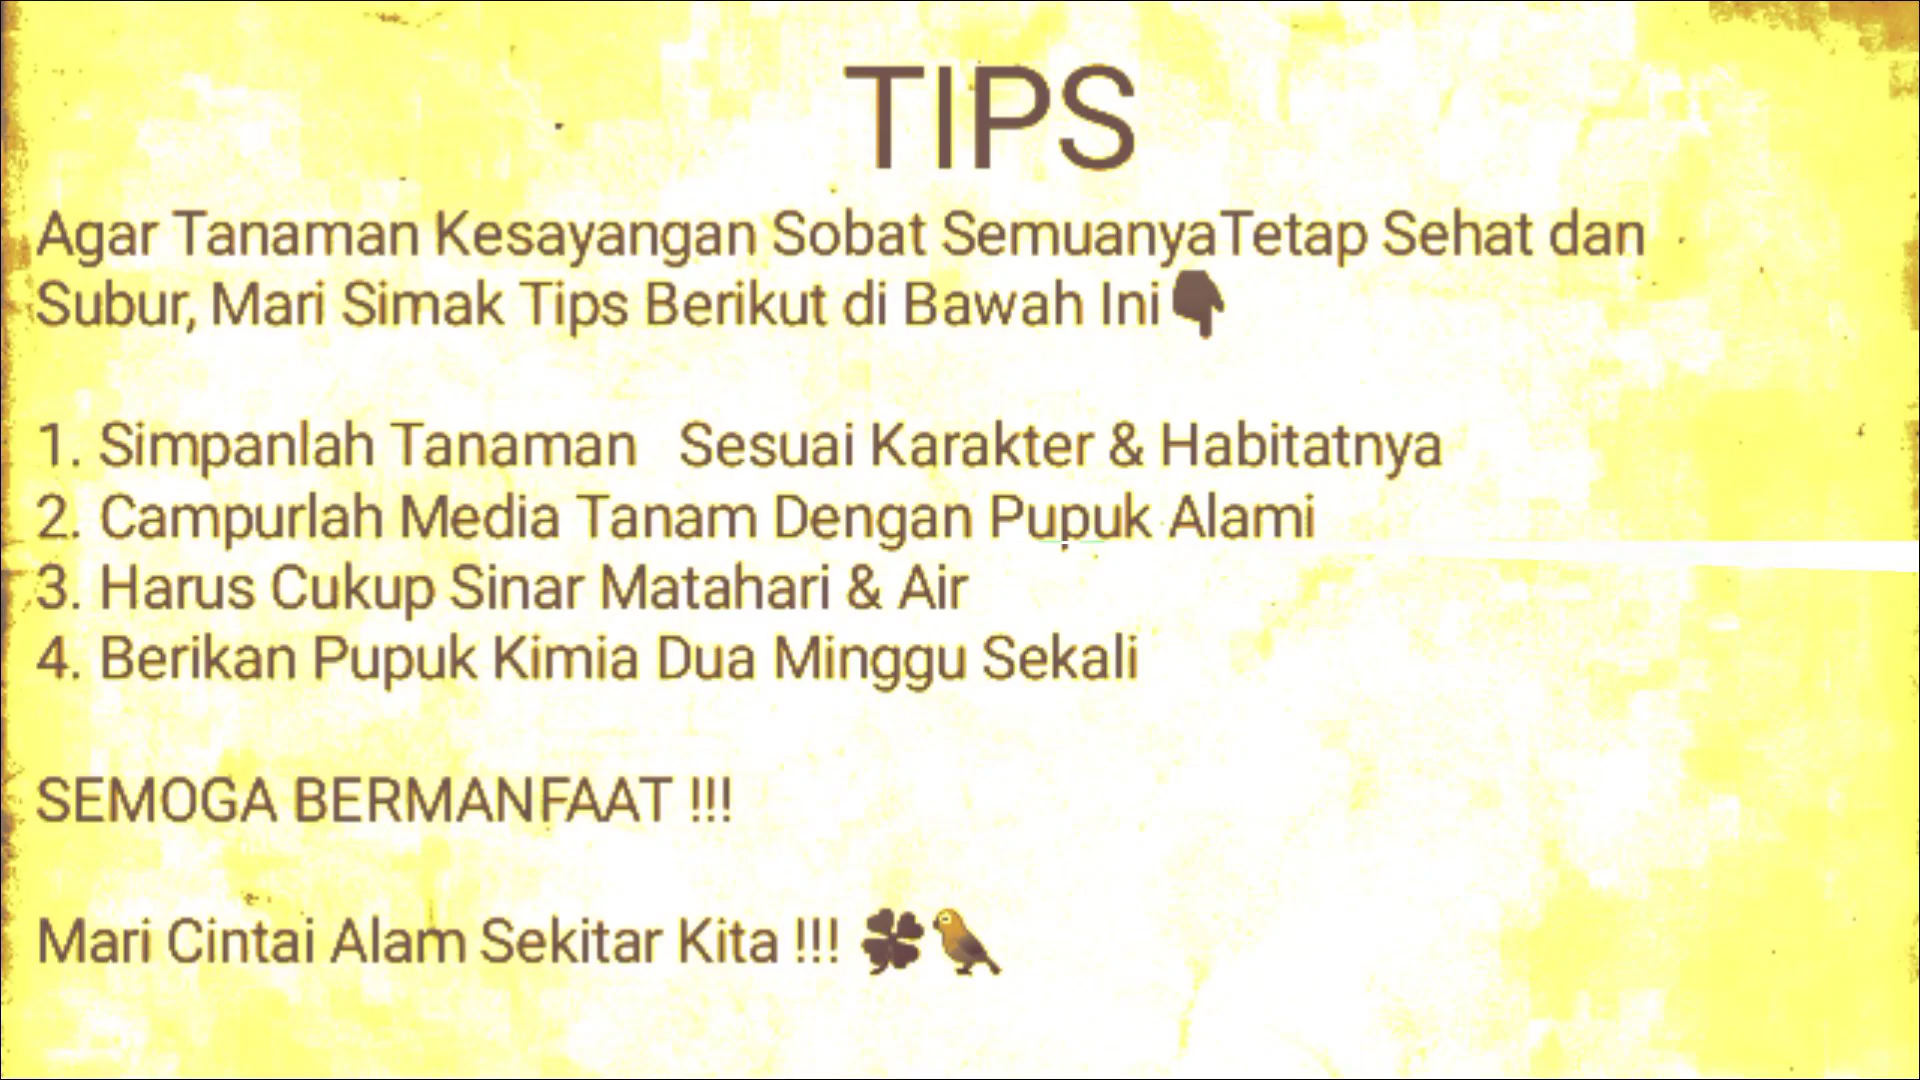 TIPS
Agar Tanaman Kesayangan Sobat SemuanyaTetap Sehat dan
Subur, Mari Simak Tips Berikut di Bawah Ini👇
1. Simpanlah Tanaman   Sesuai Karakter & Habitatnya
2. Campurlah Media Tanam Dengan Pupuk Alami
3. Harus Cukup Sinar Matahari & Air
4. Berikan Pupuk Kimia Dua Minggu Sekali
SEMOGA BERMANFAAT !!!
Mari Cintai Alam Sekitar Kita !!! 🍀🦜